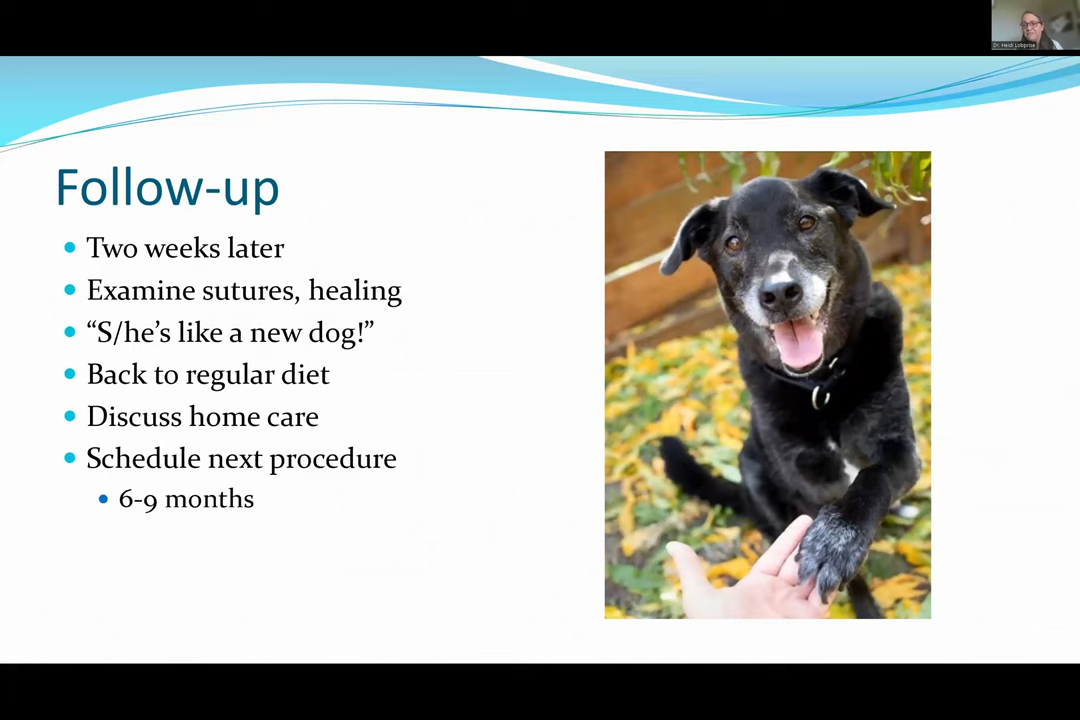 Dr. Heidi Lobprise
Follow-up
• Two weeks later
• Examine sutures, healing
• “S/he’s like a new dog!”
• Back to regular diet
• Discuss home care
• Schedule next procedure
• 6-9 months